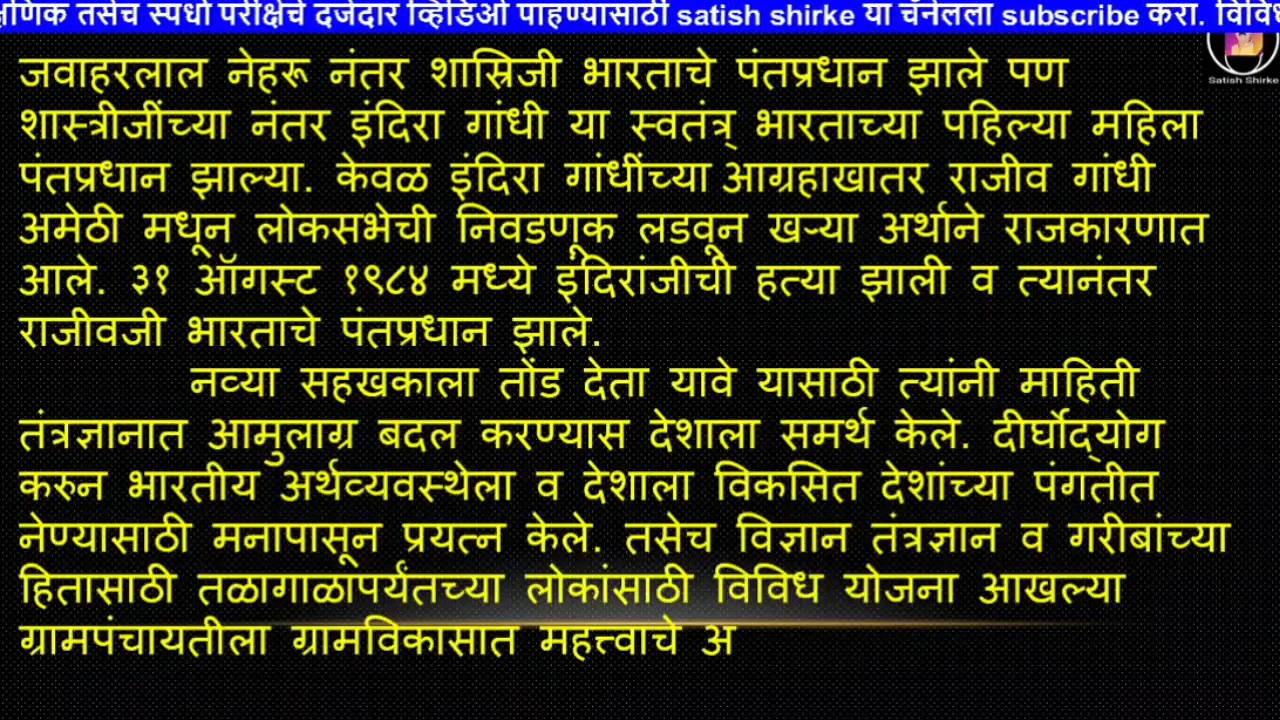 क्षणिक तसेच स्पर्धा परीक्षेचे दर्जेदार व्हिडिओ पाहण्यासाठी satish shirke या चॅनेलला subscribe करा. विविध
Satish Shirke
जवाहरलाल नेहरू नंतर शास्रिजी भारताचे पंतप्रधान झाले पण
शास्त्रीजींच्या नंतर इंदिरा गांधी या स्वतंत्र् भारताच्या पहिल्या महिला
पंतप्रधान झाल्या. केवळ इंदिरा गांधींच्या आग्रहाखातर राजीव गांधी
अमेठी मधून लोकसभेची निवडणूक लडवून खऱ्या अर्थाने राजकारणात
आले. ३१ ऑगस्ट १९८४ मध्ये इंदिरांजीची हत्या झाली व त्यानंतर
राजीवजी भारताचे पंतप्रधान झाले.
नव्या सहखकाला तोंड देता यावे यासाठी त्यांनी माहिती
तंत्रज्ञानात आमुलाग्र बदल करण्यास देशाला समर्थ केले. दीर्घोद्योग
करुन भारतीय अर्थव्यवस्थेला व देशाला विकसित देशांच्या पंगतीत
नेण्यासाठी मनापासून प्रयत्न केले. तसेच विज्ञान तंत्रज्ञान व गरीबांच्या
हितासाठी तळागाळापर्यंतच्या लोकांसाठी विविध योजना आखल्या
ग्रामपंचायतीला ग्रामविकासात महत्त्वाचे अ